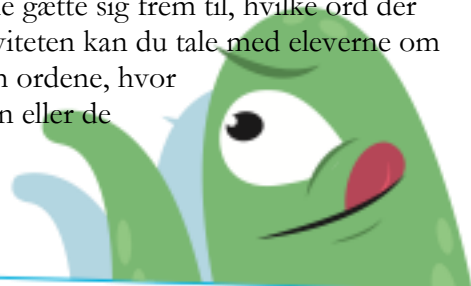 e gætte sig frem til, hvilke ord der
viteten kan du tale med eleverne om
ordene, hvor
n eller de